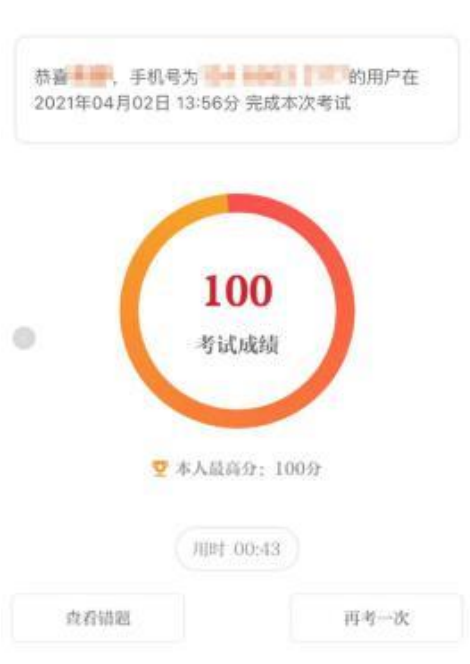 恭喜，手机号为的用户在
2021年04月02日 13:56分 完成本次考试
100
考试成绩
本人最高分：100分
用时 00:43
查看错题
再考一次